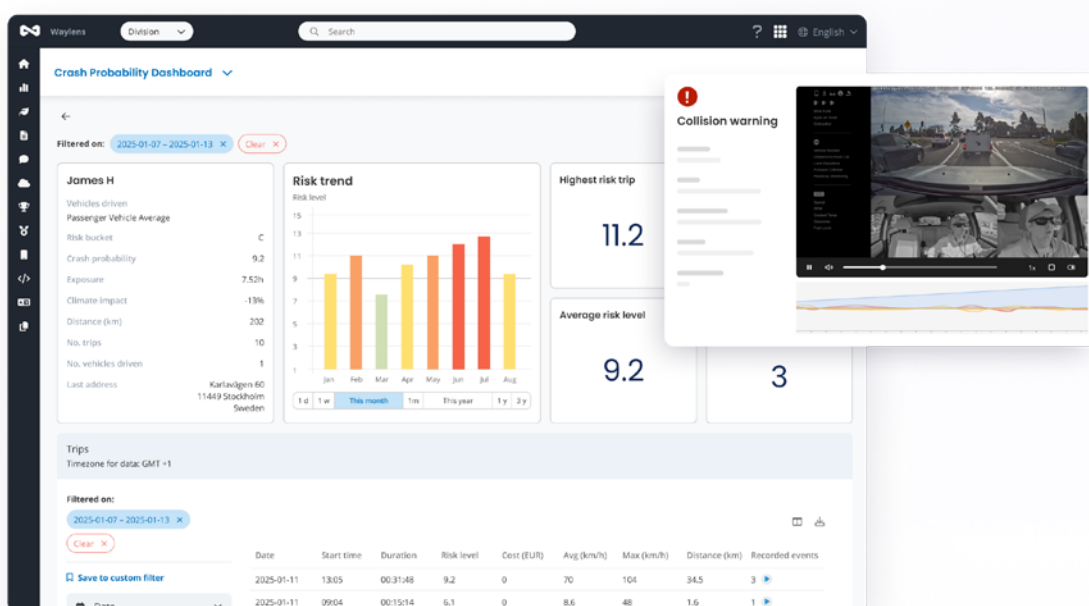 Waylens
Division
Search
?
English
Crash Probability Dashboard
Filtered on:
2025-01-07 – 2025-01-13 ×
Clear ×
James H
Vehicles driven
Passenger Vehicle Average
Risk bucket C
Crash probability 9.2
Exposure 7.52h
Climate impact -13%
Distance (km) 202
No. trips 10
No. vehicles driven 1
Last address Karlavägen 60
11449 Stockholm
Sweden
Risk trend
Risk level
15
13
11
9
7
5
3
1
Jan Feb Mar Apr May Jun Jul Aug
1 d 1 w This month 1m This year 1 y 3 y
Highest risk trip
11.2
Average risk level
9.2
3
Collision warning
1x
Trips
Timezone for data: GMT +1
Filtered on:
2025-01-07 – 2025-01-13 ×
Clear ×
Save to custom filter
Date
Date Start time Duration Risk level Cost (EUR) Avg (km/h) Max (km/h) Distance (km) Recorded events
2025-01-11 13:05 00:31:48 9.2 0 70 104 34.5 3
2025-01-11 09:04 00:15:14 6.1 0 8.6 48 1.6 1